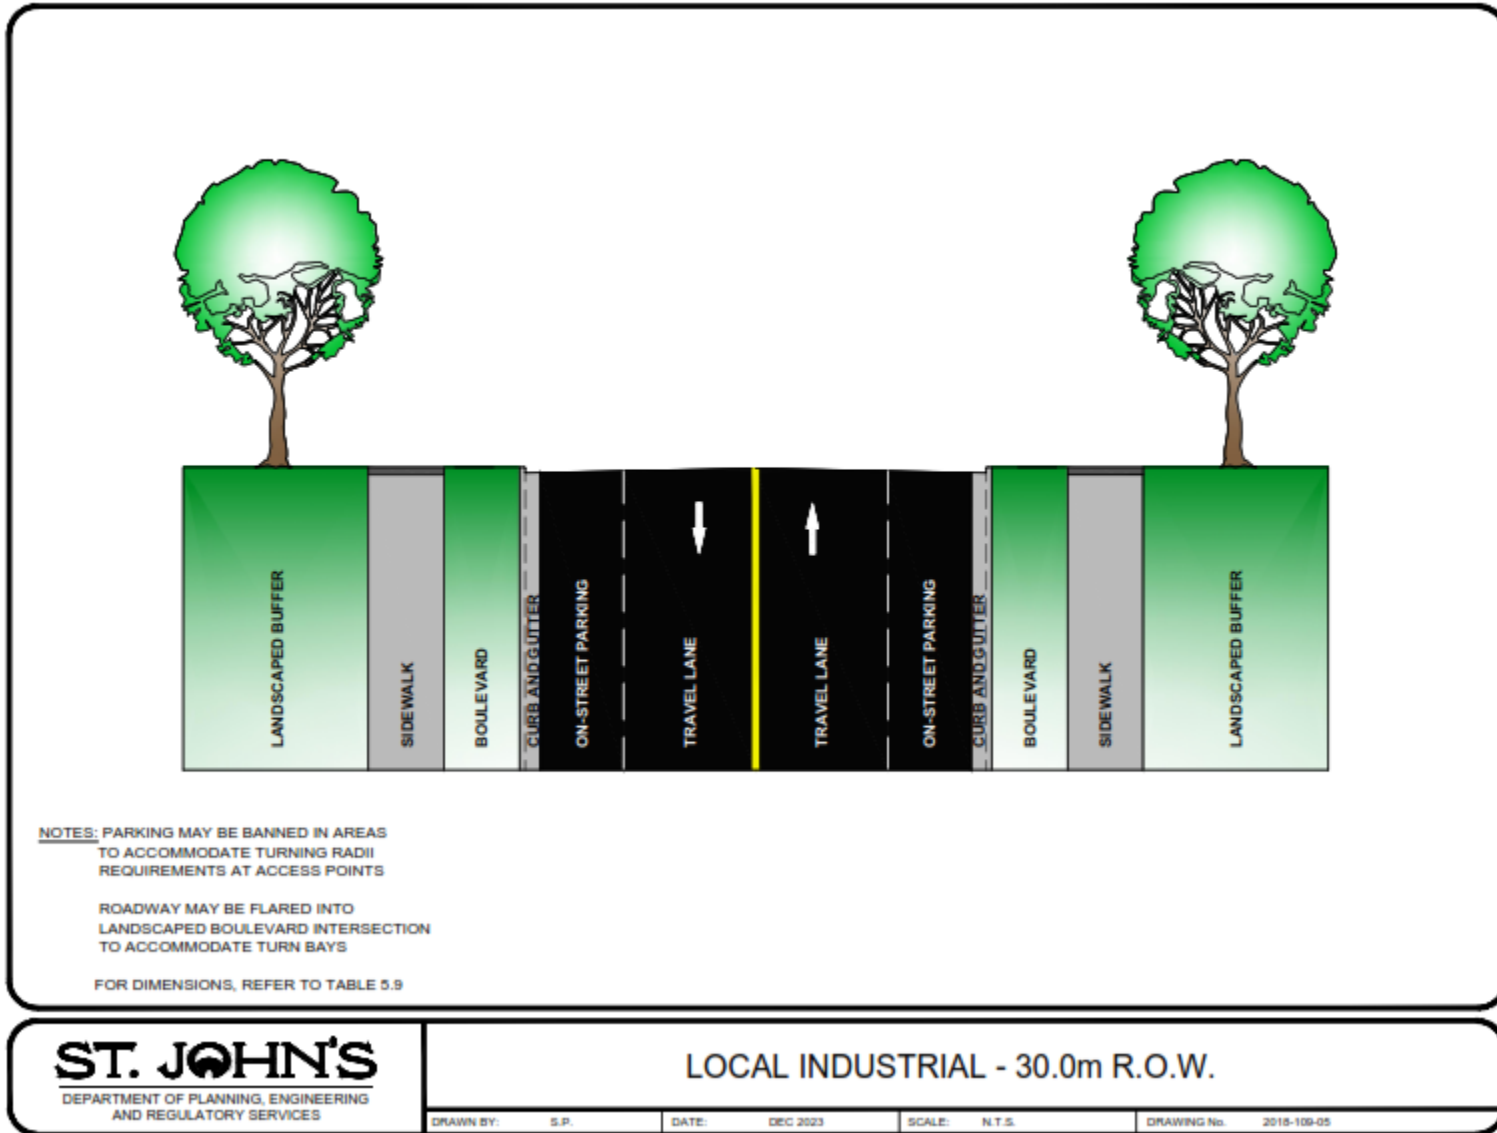 LANDSCAPED BUFFER
SIDEWALK
BOULEVARD
CURB AND GUTTER
ON-STREET PARKING
TRAVEL LANE
TRAVEL LANE
ON-STREET PARKING
CURB AND GUTTER
BOULEVARD
SIDEWALK
LANDSCAPED BUFFER
NOTES: PARKING MAY BE BANNED IN AREAS
TO ACCOMMODATE TURNING RADII
REQUIREMENTS AT ACCESS POINTS
ROADWAY MAY BE FLARED INTO
LANDSCAPED BOULEVARD INTERSECTION
TO ACCOMMODATE TURN BAYS
FOR DIMENSIONS, REFER TO TABLE 5.9
ST. JOHN'S
DEPARTMENT OF PLANNING, ENGINEERING
AND REGULATORY SERVICES
LOCAL INDUSTRIAL - 30.0m R.O.W.
DRAWN BY: S.P. DATE: DEC 2023 SCALE: N.T.S. DRAWING No. 2018-109-05